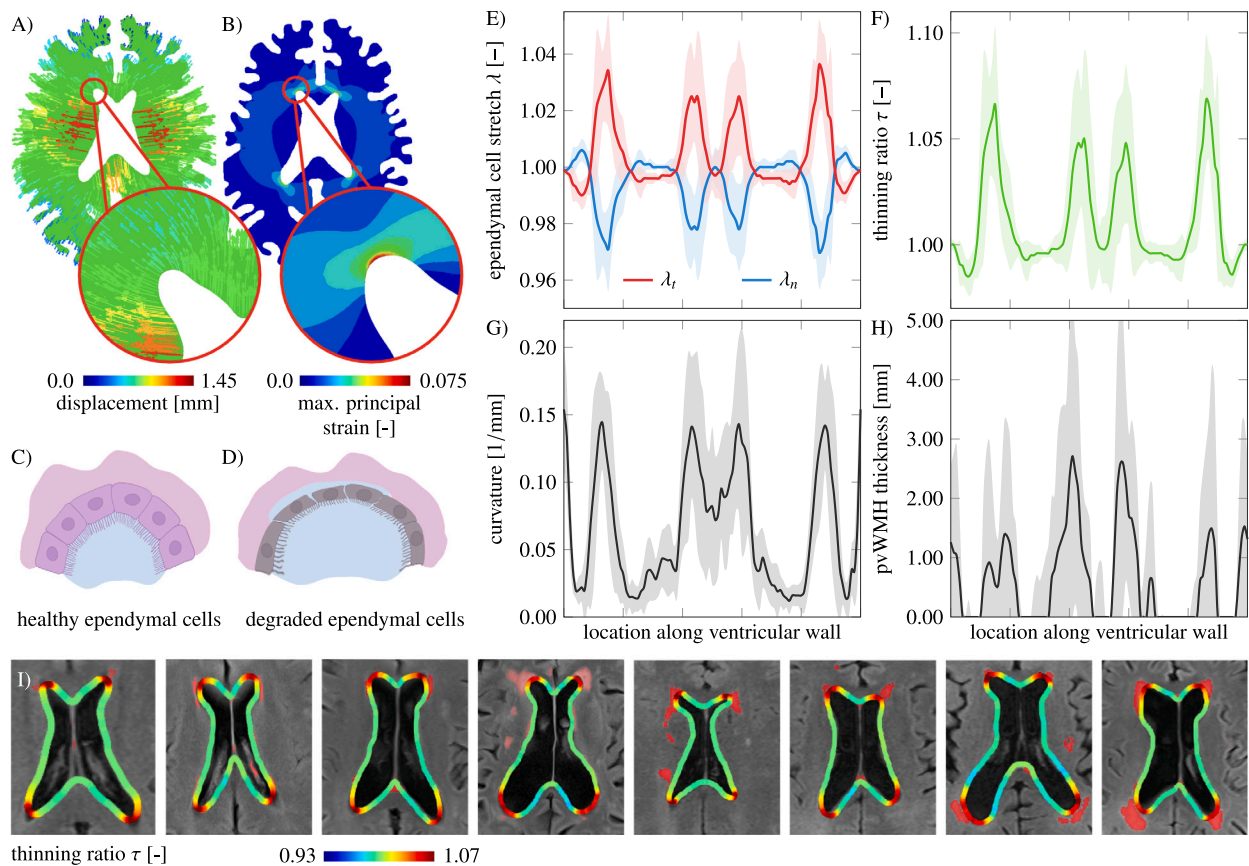 A)
B)
0.0
1.45
displacement [mm]
0.0
0.075
max. principal
strain [-]
C)
D)
healthy ependymal cells
degraded ependymal cells
E)
ependymal cell stretch λ [–]
1.04
1.02
1.00
0.98
0.96
λt
λn
F)
thinning ratio τ [–]
1.10
1.05
1.00
G)
curvature [1/mm]
0.20
0.15
0.10
0.05
0.00
location along ventricular wall
H)
pvWMH thickness [mm]
5.00
4.00
3.00
2.00
1.00
0.00
location along ventricular wall
I)
thinning ratio τ [-]
0.93
1.07